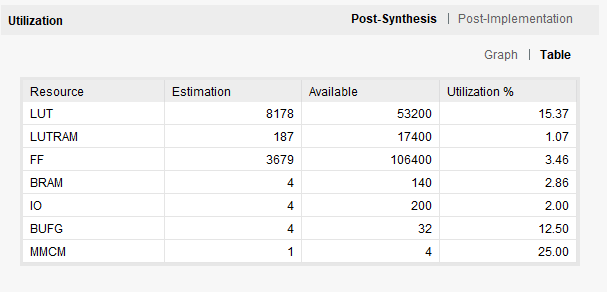 Utilization Post-Synthesis | Post-Implementation
Graph | Table
Resource Estimation Available Utilization %
LUT 8178 53200 15.37
LUTRAM 187 17400 1.07
FF 3679 106400 3.46
BRAM 4 140 2.86
IO 4 200 2.00
BUFG 4 32 12.50
MMCM 1 4 25.00